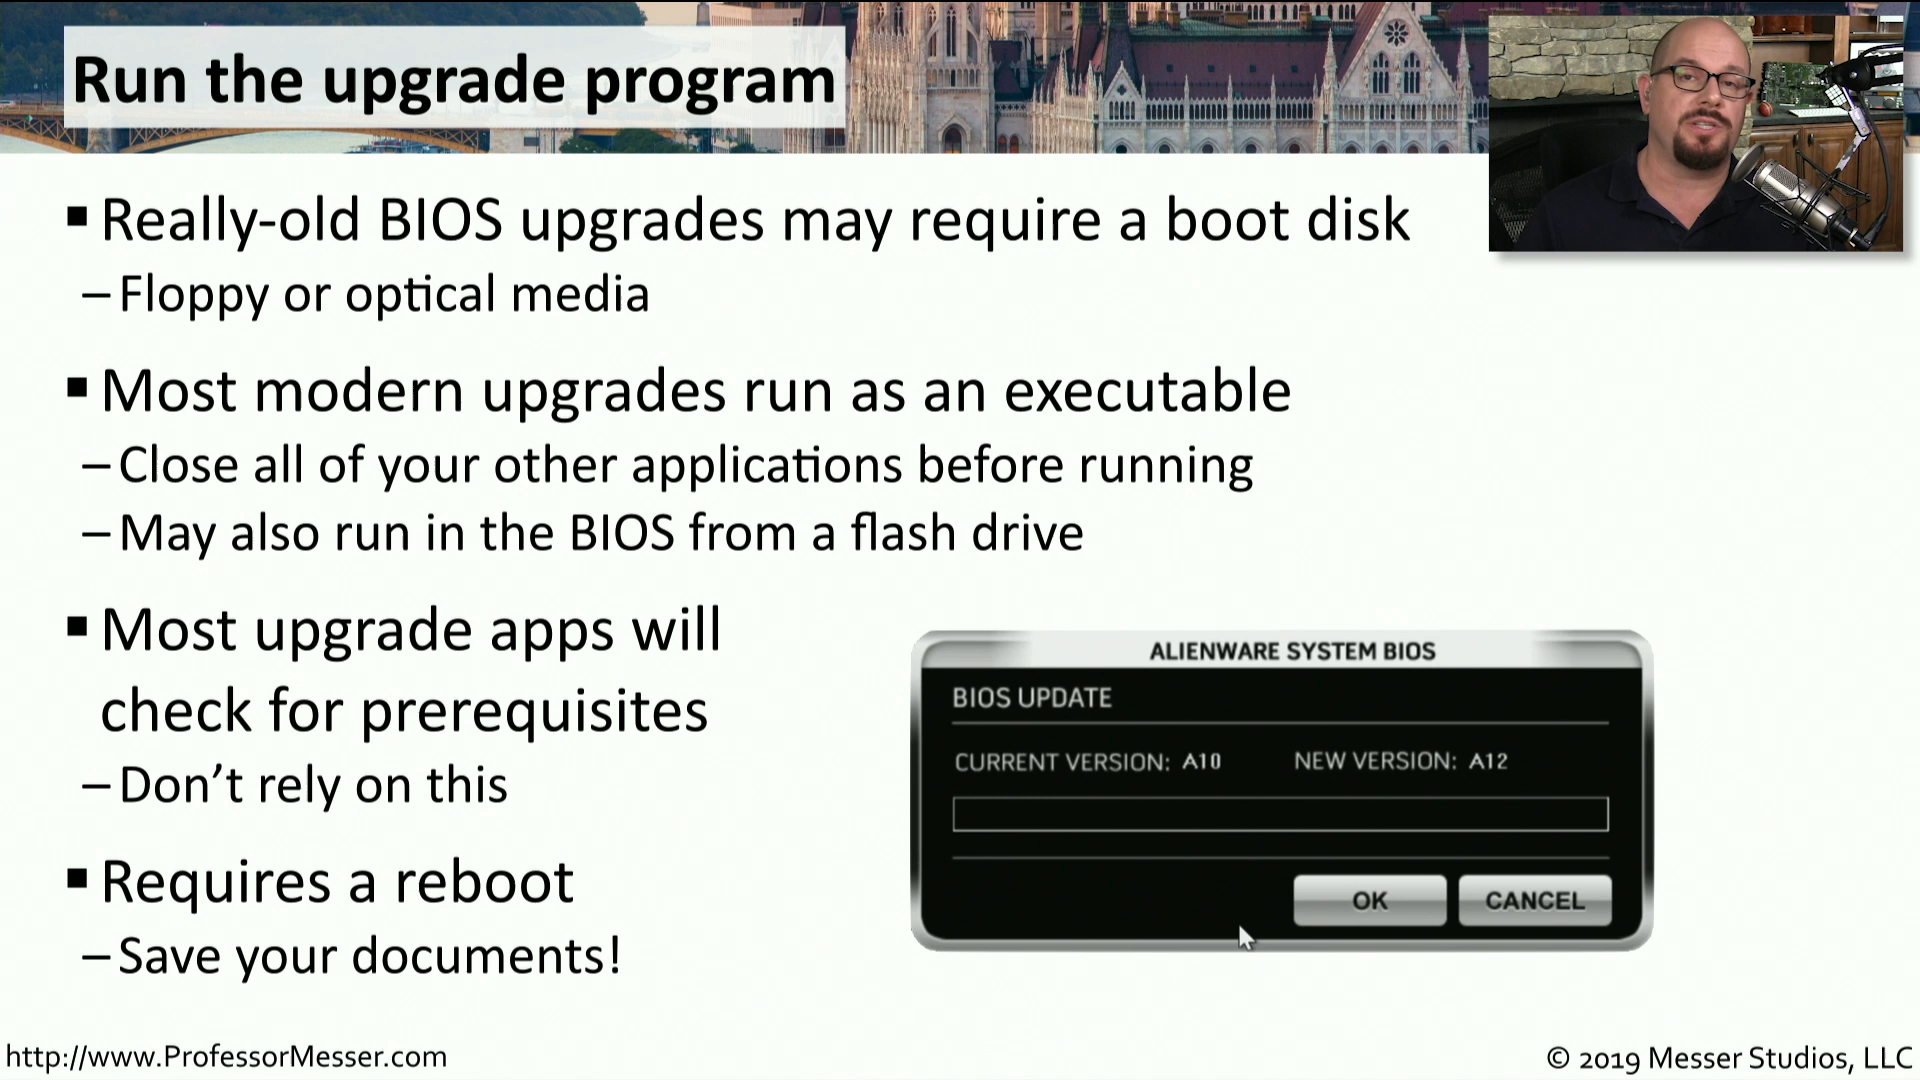 Run the upgrade program
▪ Really-old BIOS upgrades may require a boot disk
– Floppy or optical media
▪ Most modern upgrades run as an executable
– Close all of your other applications before running
– May also run in the BIOS from a flash drive
▪ Most upgrade apps will
check for prerequisites
– Don’t rely on this
▪ Requires a reboot
– Save your documents!
ALIENWARE SYSTEM BIOS
BIOS UPDATE
CURRENT VERSION: A10 NEW VERSION: A12
OK CANCEL
http://www.ProfessorMesser.com
© 2019 Messer Studios, LLC